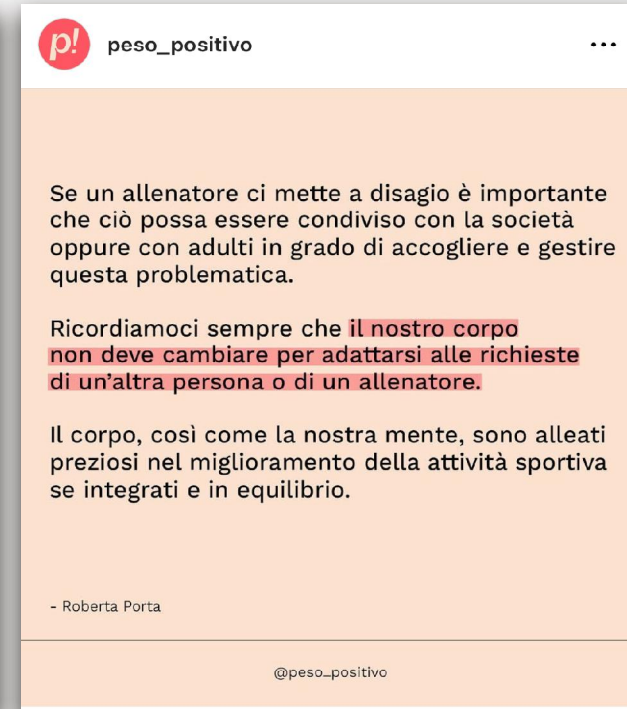 p!
peso_positivo
Se un allenatore ci mette a disagio è importante
che ciò possa essere condiviso con la società
oppure con adulti in grado di accogliere e gestire
questa problematica.
Ricordiamoci sempre che il nostro corpo
non deve cambiare per adattarsi alle richieste
di un'altra persona o di un allenatore.
Il corpo, così come la nostra mente, sono alleati
preziosi nel miglioramento della attività sportiva
se integrati e in equilibrio.
- Roberta Porta
@peso_positivo